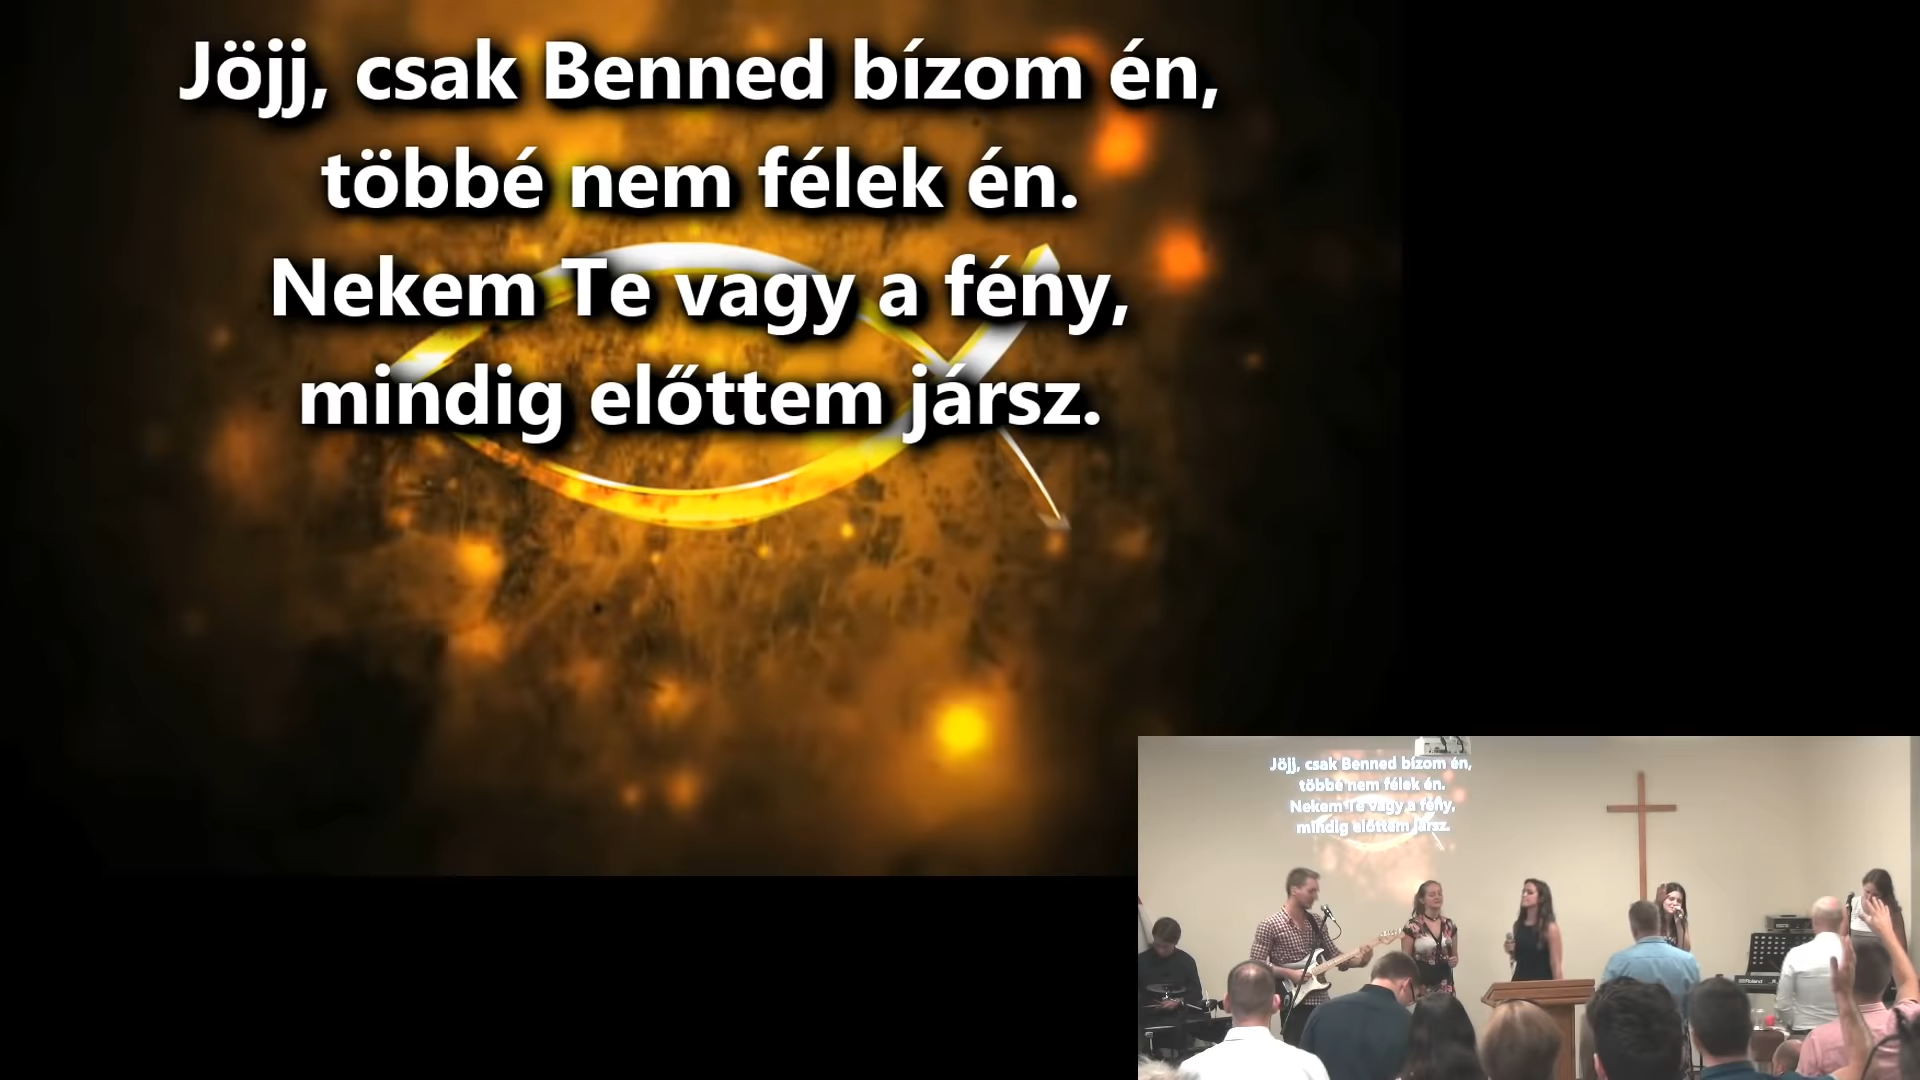 Jöjj, csak Benned bízom én,
többé nem félek én.
Nekem Te vagy a fény,
mindig előttem jársz.
Jöjj, csak Benned bízom én,
többé nem félek én.
Nekem Te vagy a fény,
mindig előttem jársz.
Roland